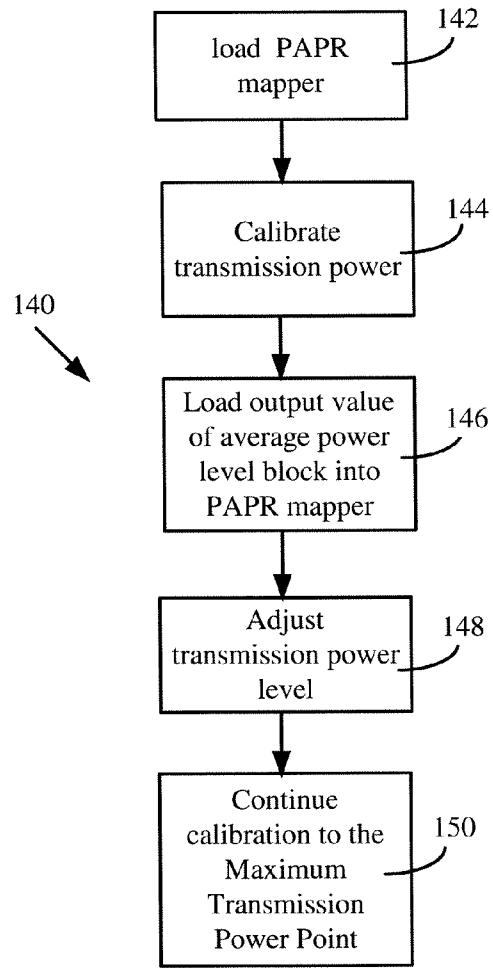 142
load PAPR
mapper
144
Calibrate
transmission power
140
Load output value
of average power
level block into
PAPR mapper
146
Adjust
transmission power
level
148
Continue
calibration to the
Maximum
Transmission
Power Point
150